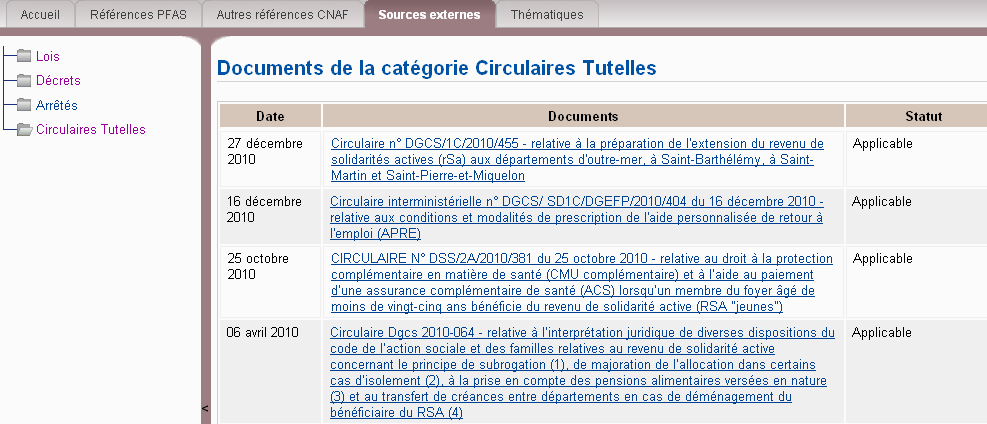 Accueil Références PFAS Autres références CNAF Sources externes Thématiques
Lois
Décrets
Arrêtés
Circulaires Tutelles
Documents de la catégorie Circulaires Tutelles
Date Documents Statut
27 décembre 2010
Circulaire n° DGCS/1C/2010/455 - relative à la préparation de l'extension du revenu de
solidarités actives (rSa) aux départements d'outre-mer, à Saint-Barthélémy, à Saint-
Martin et Saint-Pierre-et-Miquelon
Applicable
16 décembre 2010
Circulaire interministérielle n° DGCS/ SD1C/DGEFP/2010/404 du 16 décembre 2010 -
relative aux conditions et modalités de prescription de l'aide personnalisée de retour à
l'emploi (APRE)
Applicable
25 octobre 2010
CIRCULAIRE N° DSS/2A/2010/381 du 25 octobre 2010 - relative au droit à la protection
complémentaire en matière de santé (CMU complémentaire) et à l'aide au paiement
d'une assurance complémentaire de santé (ACS) lorsqu'un membre du foyer âgé de
moins de vingt-cinq ans bénéficie du revenu de solidarité active (RSA "jeunes")
Applicable
06 avril 2010
Circulaire Dgcs 2010-064 - relative à l'interprétation juridique de diverses dispositions du
code de l'action sociale et des familles relatives au revenu de solidarité active
concernant le principe de subrogation (1), de majoration de l'allocation dans certains
cas d'isolement (2), à la prise en compte des pensions alimentaires versées en nature
(3) et au transfert de créances entre départements en cas de déménagement du
bénéficiaire du RSA (4)
Applicable
<